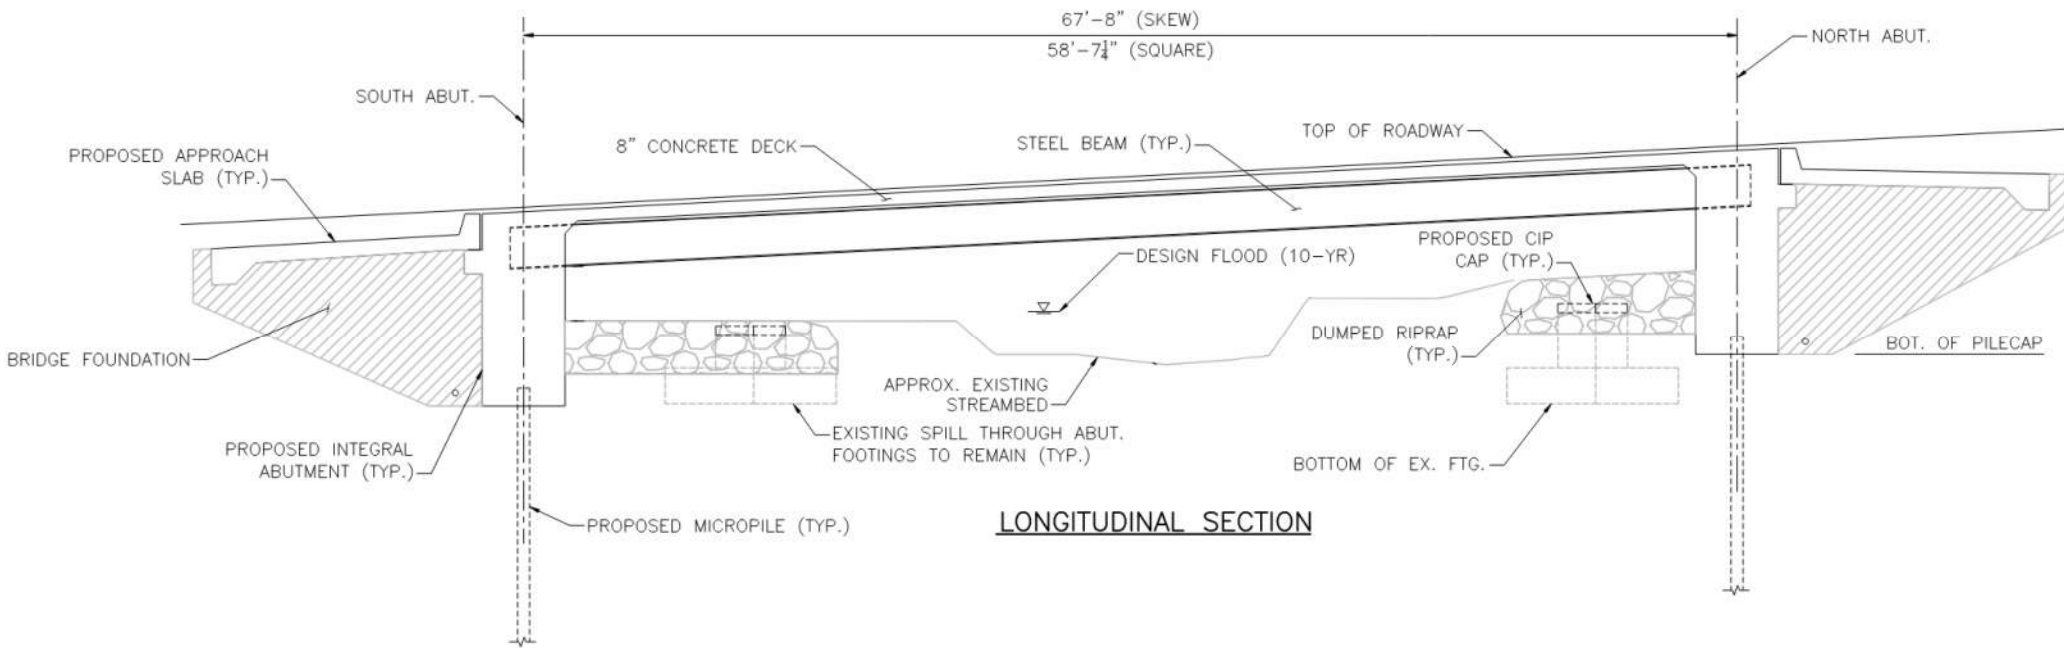 67'-8" (SKEW)
58'-7¼" (SQUARE)
NORTH ABUT.
SOUTH ABUT.
TOP OF ROADWAY
STEEL BEAM (TYP.)
8" CONCRETE DECK
PROPOSED APPROACH
SLAB (TYP.)
PROPOSED CIP
CAP (TYP.)
DESIGN FLOOD (10-YR)
DUMPED RIPRAP
(TYP.)
BOT. OF PILECAP
BRIDGE FOUNDATION
APPROX. EXISTING
STREAMBED
EXISTING SPILL THROUGH ABUT.
FOOTINGS TO REMAIN (TYP.)
PROPOSED INTEGRAL
ABUTMENT (TYP.)
BOTTOM OF EX. FTG.
PROPOSED MICROPILE (TYP.)
LONGITUDINAL SECTION